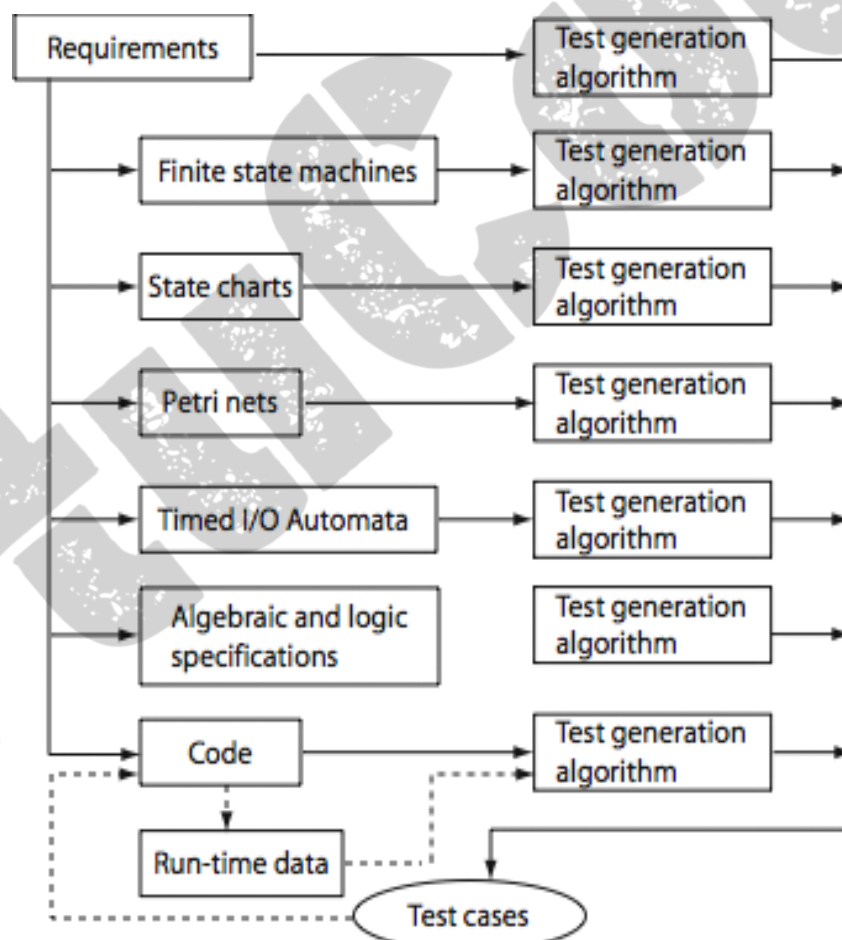 Requirements
Test generation
algorithm
Finite state machines
Test generation
algorithm
State charts
Test generation
algorithm
Petri nets
Test generation
algorithm
Timed I/O Automata
Test generation
algorithm
Algebraic and logic
specifications
Test generation
algorithm
Code
Test generation
algorithm
Run-time data
Test cases